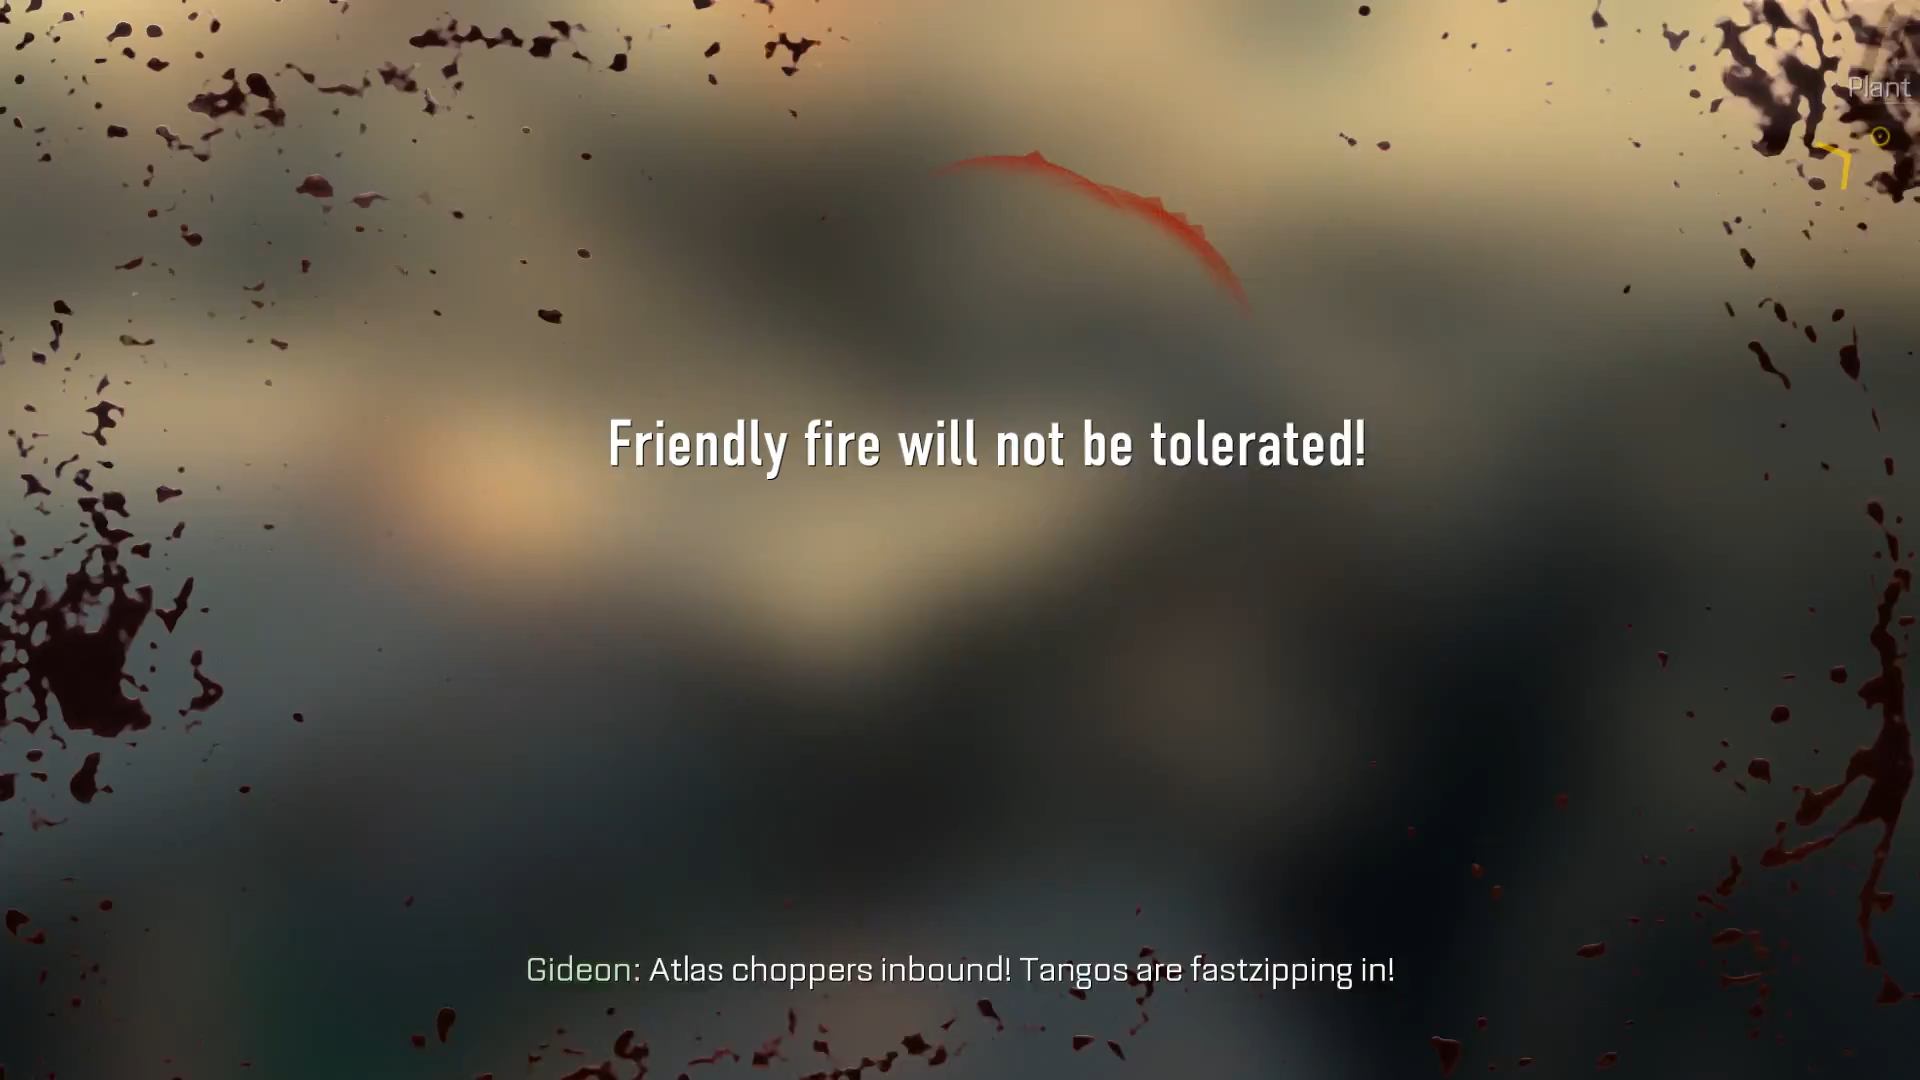 Plant
Friendly fire will not be tolerated!
Gideon: Atlas choppers inbound! Tangos are fastzipping in!